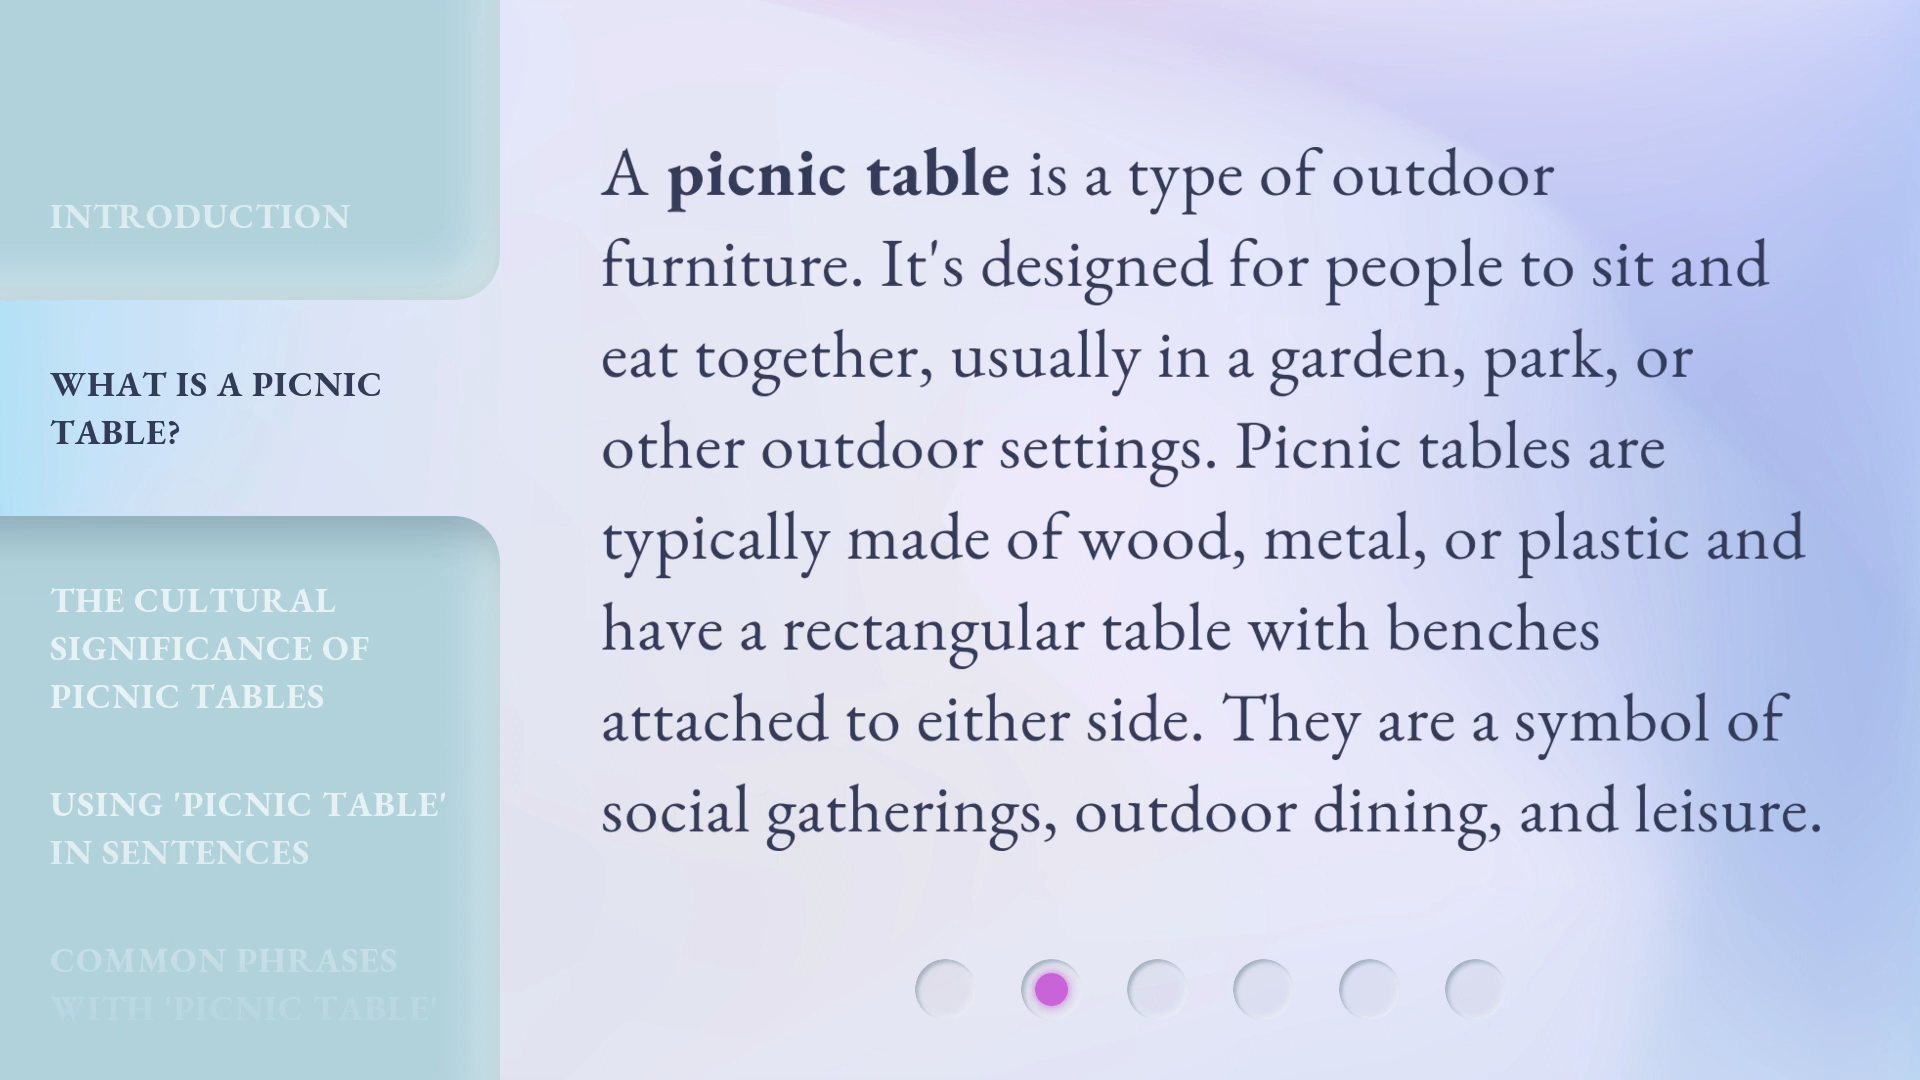 INTRODUCTION
WHAT IS A PICNIC
TABLE?
THE CULTURAL
SIGNIFICANCE OF
PICNIC TABLES
USING 'PICNIC TABLE'
IN SENTENCES
COMMON PHRASES
WITH 'PICNIC TABLE'
A picnic table is a type of outdoor
furniture. It's designed for people to sit and
eat together, usually in a garden, park, or
other outdoor settings. Picnic tables are
typically made of wood, metal, or plastic and
have a rectangular table with benches
attached to either side. They are a symbol of
social gatherings, outdoor dining, and leisure.